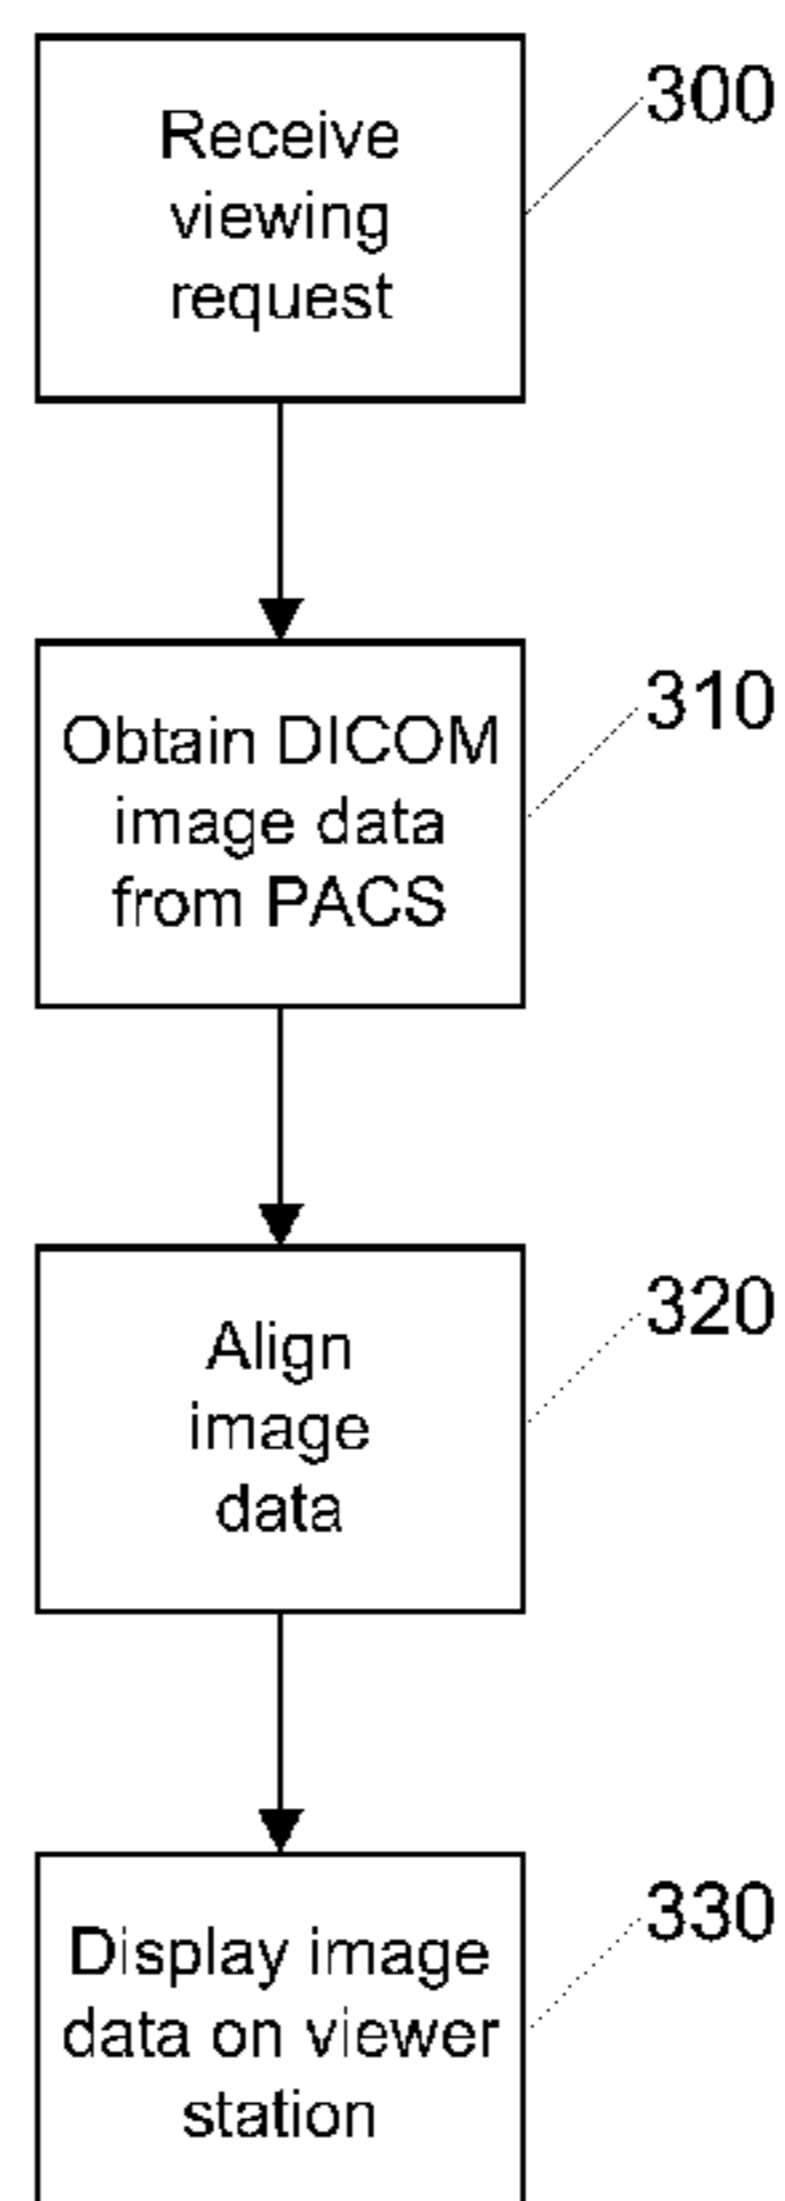 Receive
viewing
request
300
Obtain DICOM
image data
from PACS
310
Align
image
data
320
Display image
data on viewer
station
330